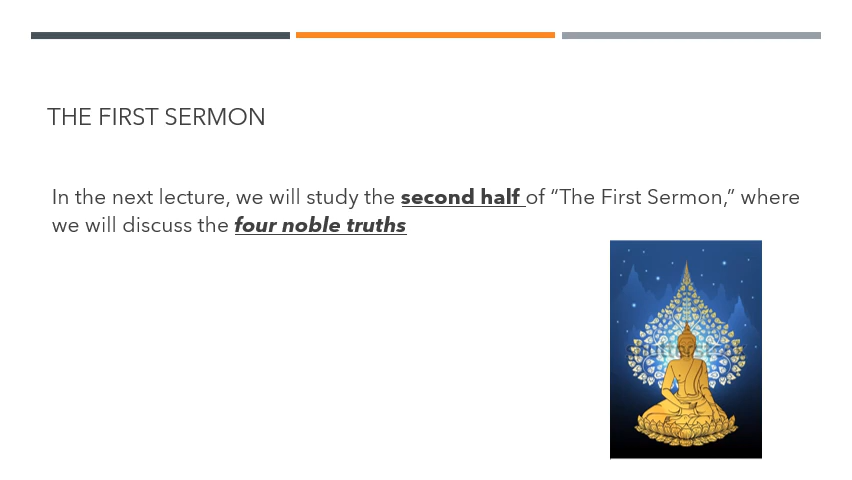 THE FIRST SERMON
In the next lecture, we will study the second half of “The First Sermon,” where
we will discuss the four noble truths